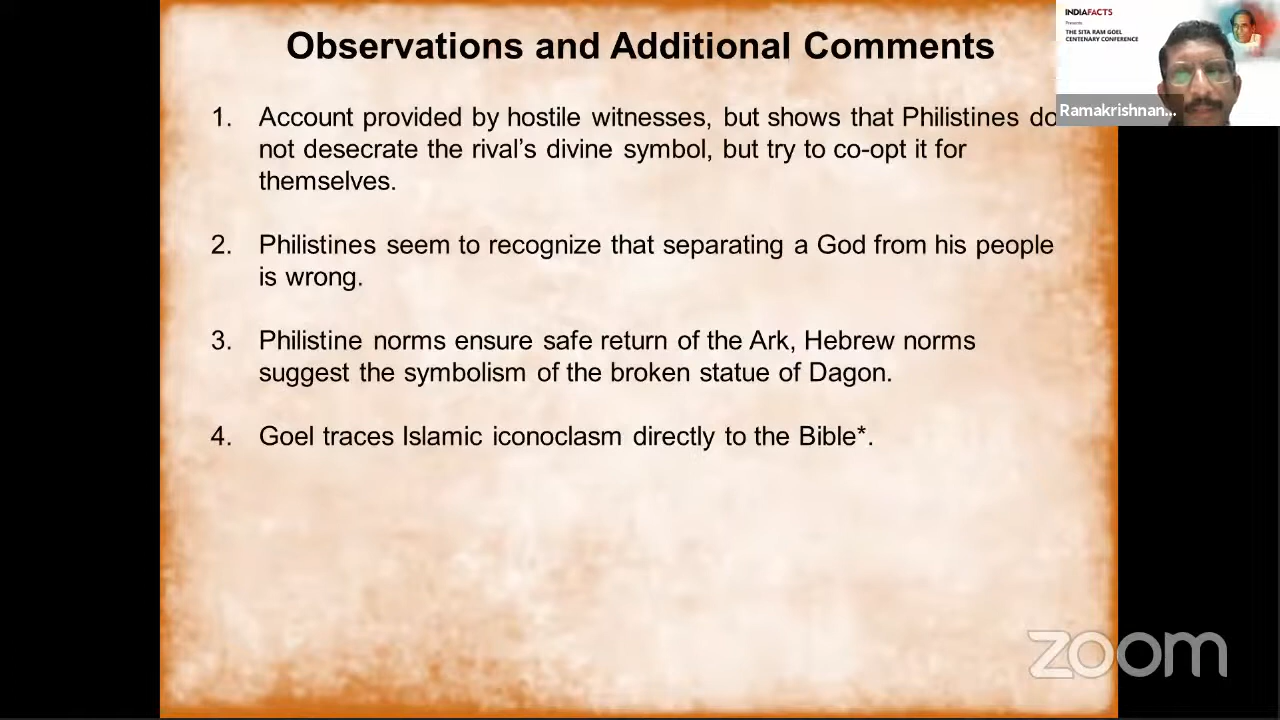 Observations and Additional Comments
1. Account provided by hostile witnesses, but shows that Philistines do
not desecrate the rival’s divine symbol, but try to co-opt it for
themselves.
2. Philistines seem to recognize that separating a God from his people
is wrong.
3. Philistine norms ensure safe return of the Ark, Hebrew norms
suggest the symbolism of the broken statue of Dagon.
4. Goel traces Islamic iconoclasm directly to the Bible*.
INDIAFACTS
Presents
THE SITA RAM GOEL
CENTENARY CONFERENCE
Ramakrishnan...
zoom